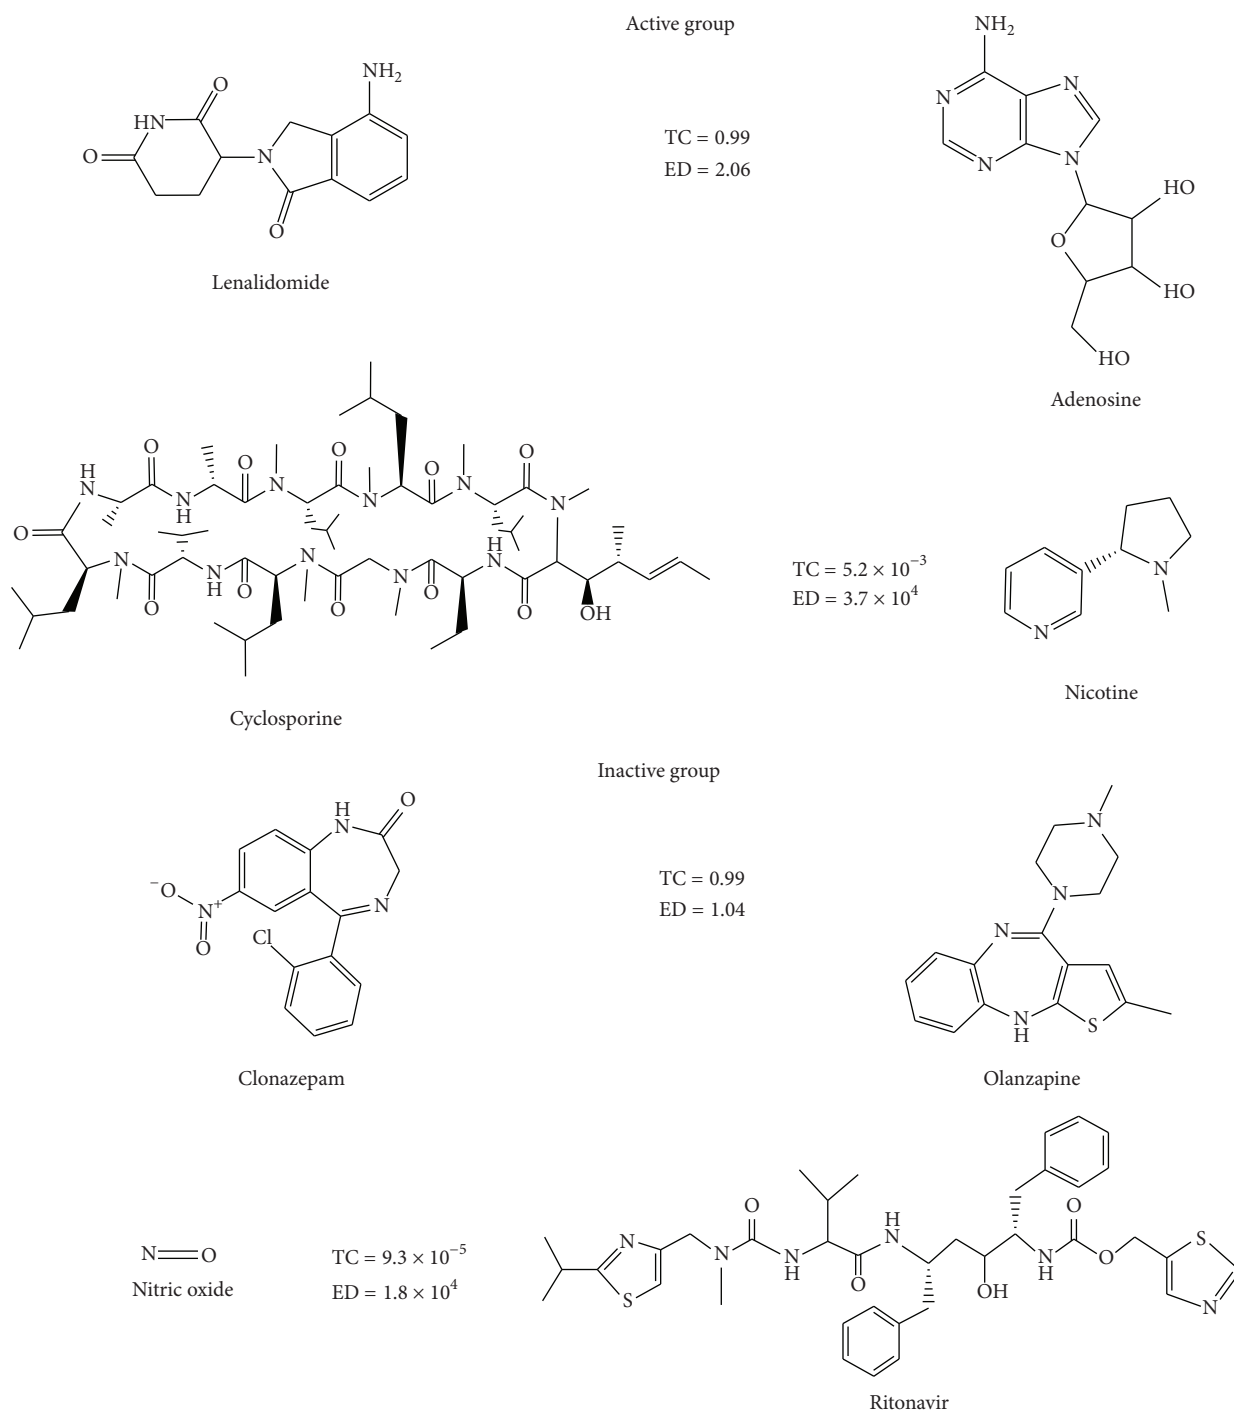 Active group
NH₂
O
HN
O
N
O
Lenalidomide
TC = 0.99
ED = 2.06
NH₂
N
N
N
N
HO
O
HO
HO
Adenosine
O
O
O
O
O
H
N
N
H
N
N
N
N
O
N
O
H
N
N
H
N
N
O
O
O
O
O
OH
Cyclosporine
TC = 5.2 × 10⁻³
ED = 3.7 × 10⁴
N
N
Nicotine
Inactive group
H
N
O
⁻O
N⁺
O
N
Cl
Clonazepam
TC = 0.99
ED = 1.04
N
N
N
N
H
S
Olanzapine
N
O
Nitric oxide
TC = 9.3 × 10⁻⁵
ED = 1.8 × 10⁴
N
S
N
O
N
H
O
H
N
OH
N
H
O
O
S
N
Ritonavir